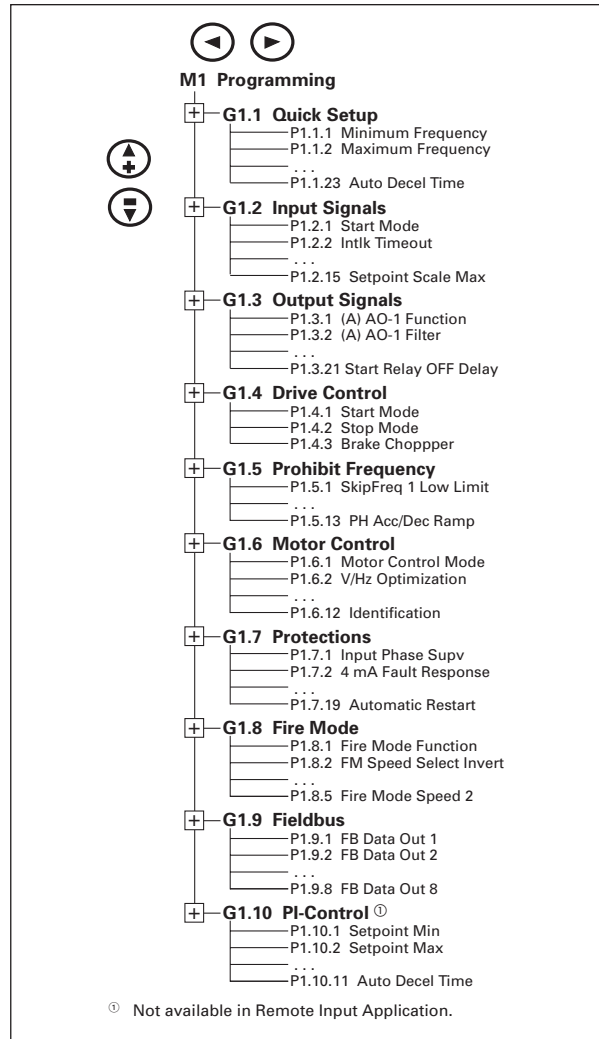 M1 Programming
G1.1 Quick Setup
P1.1.1 Minimum Frequency
P1.1.2 Maximum Frequency
. . .
P1.1.23 Auto Decel Time
G1.2 Input Signals
P1.2.1 Start Mode
P1.2.2 Intlk Timeout
. . .
P1.2.15 Setpoint Scale Max
G1.3 Output Signals
P1.3.1 (A) AO-1 Function
P1.3.2 (A) AO-1 Filter
. . .
P1.3.21 Start Relay OFF Delay
G1.4 Drive Control
P1.4.1 Start Mode
P1.4.2 Stop Mode
P1.4.3 Brake Choppper
G1.5 Prohibit Frequency
P1.5.1 SkipFreq 1 Low Limit
. . .
P1.5.13 PH Acc/Dec Ramp
G1.6 Motor Control
P1.6.1 Motor Control Mode
P1.6.2 V/Hz Optimization
. . .
P1.6.12 Identification
G1.7 Protections
P1.7.1 Input Phase Supv
P1.7.2 4 mA Fault Response
. . .
P1.7.19 Automatic Restart
G1.8 Fire Mode
P1.8.1 Fire Mode Function
P1.8.2 FM Speed Select Invert
. . .
P1.8.5 Fire Mode Speed 2
G1.9 Fieldbus
P1.9.1 FB Data Out 1
P1.9.2 FB Data Out 2
. . .
P1.9.8 FB Data Out 8
G1.10 PI-Control ①
P1.10.1 Setpoint Min
P1.10.2 Setpoint Max
. . .
P1.10.11 Auto Decel Time
① Not available in Remote Input Application.